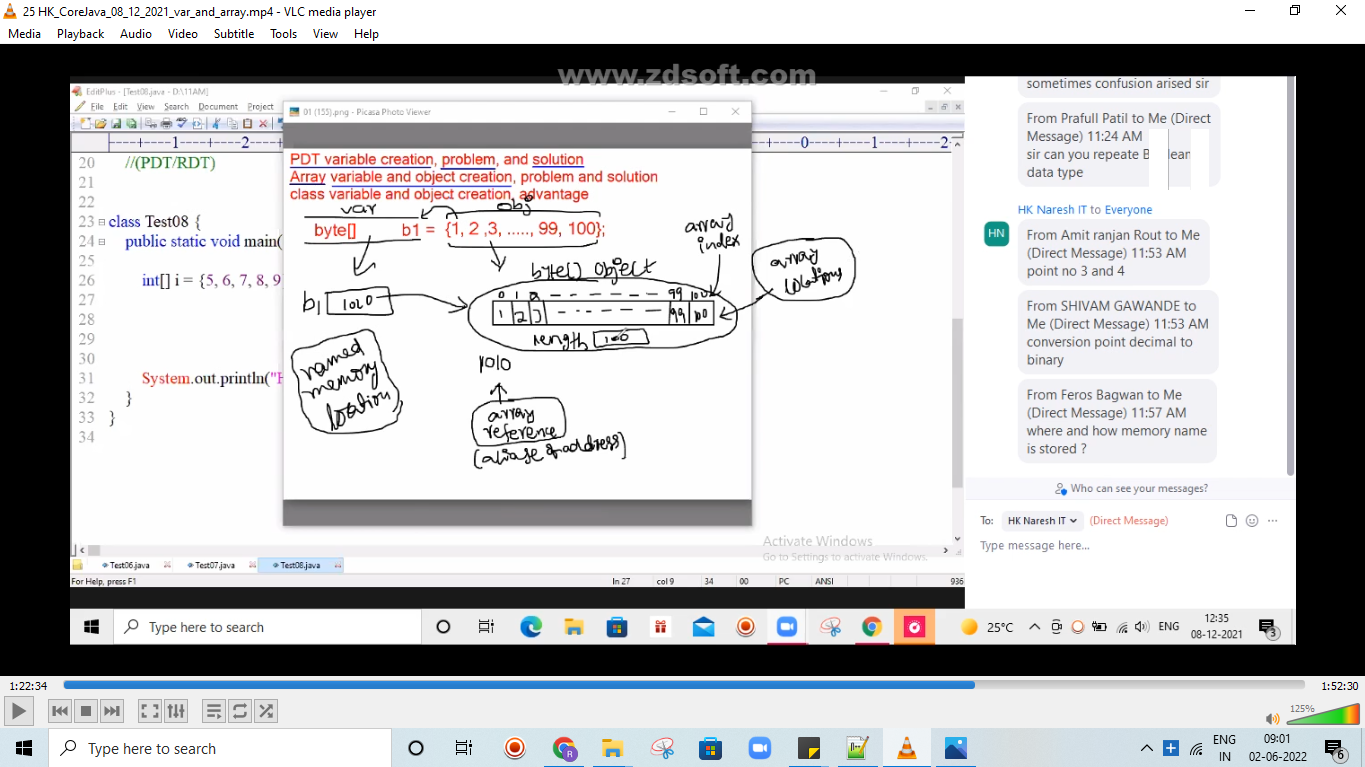 25 HK_CoreJava_08_12_2021_var_and_array.mp4 - VLC media player
Media Playback Audio Video Subtitle Tools View Help
www.zdsoft.com
EditPlus - [Test08.java - D:\11AM]
File Edit View Search Document Project
01 (155).png - Picasa Photo Viewer
----+----1----+----2
----+----0----+----1----+----2
20 //(PDT/RDT)
21
22
23 class Test08 {
24 public static void main(
25
26 int[] i = {5, 6, 7, 8, 9
27
28
29
30
31 System.out.println("H
32 }
33 }
34
PDT variable creation, problem, and solution
Array variable and object creation, problem and solution
class variable and object creation, advantage
var obj
byte[] b1 = {1, 2 ,3, ....., 99, 100};
array index
array locations
byte[] object
b1 1010
0 1 2 - - - - - - 99 100
1 2 3 - - - - - 99 100
length 100
1010
named memory location
array reference
(aliase of address)
sometimes confusion arised sir
From Prafull Patil to Me (Direct
Message) 11:24 AM
sir can you repeat B lean
data type
HK Naresh IT to Everyone
HN
From Amit ranjan Rout to Me
(Direct Message) 11:53 AM
point no 3 and 4
From SHIVAM GAWANDE to
Me (Direct Message) 11:53 AM
conversion point decimal to
binary
From Feros Bagwan to Me
(Direct Message) 11:57 AM
where and how memory name
is stored ?
Who can see your messages?
To: HK Naresh IT (Direct Message)
Type message here...
Activate Windows
Go to Settings to activate Windows.
Test06.java Test07.java Test08.java
For Help, press F1 ln 27 col 9 34 00 PC ANSI 936
Type here to search
25°C ENG 12:35
08-12-2021 3
1:22:34 1:52:30
125%
Type here to search
R
ENG 09:01
IN 02-06-2022 6